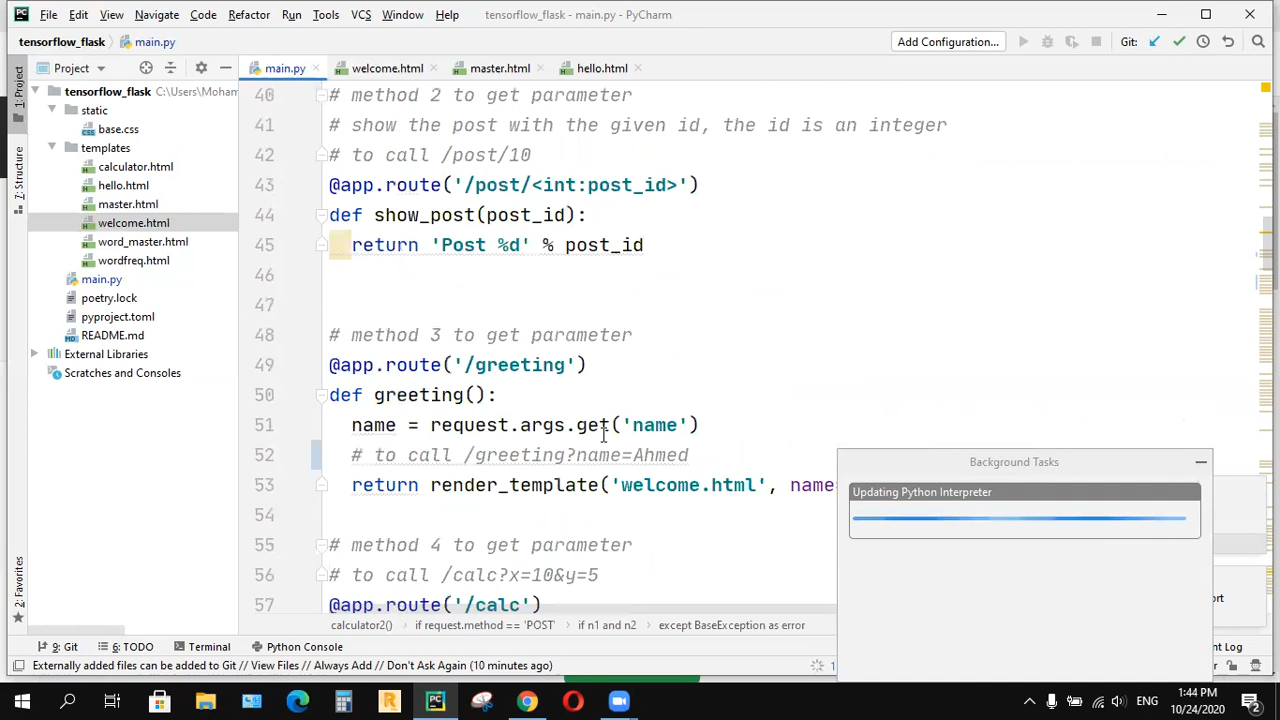 File Edit View Navigate Code Refactor Run Tools VCS Window Help tensorflow_flask - main.py - PyCharm
tensorflow_flask main.py Add Configuration... Git:
Project main.py welcome.html master.html hello.html
1: Project
7: Structure
2: Favorites
tensorflow_flask C:\Users\Moham
static
base.css
templates
calculator.html
hello.html
master.html
welcome.html
word_master.html
wordfreq.html
main.py
poetry.lock
pyproject.toml
README.md
External Libraries
Scratches and Consoles
40 # method 2 to get parameter
41 # show the post with the given id, the id is an integer
42 # to call /post/10
43 @app.route('/post/<int:post_id>')
44 def show_post(post_id):
45 return 'Post %d' % post_id
46
47
48 # method 3 to get parameter
49 @app.route('/greeting')
50 def greeting():
51 name = request.args.get('name')
52 # to call /greeting?name=Ahmed
53 return render_template('welcome.html', name
54
55 # method 4 to get parameter
56 # to call /calc?x=10&y=5
57 @app.route('/calc')
calculator2() if request.method == 'POST' if n1 and n2 except BaseException as error
Background Tasks
Updating Python Interpreter
ort
9: Git 6: TODO Terminal Python Console nt Log
Externally added files can be added to Git // View Files // Always Add // Don't Ask Again (10 minutes ago)
ENG 1:44 PM
10/24/2020
2